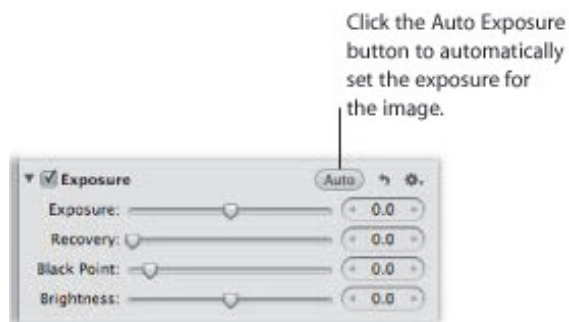 Click the Auto Exposure
button to automatically
set the exposure for
the image.
Exposure Auto
Exposure: 0.0
Recovery: 0.0
Black Point: 0.0
Brightness: 0.0